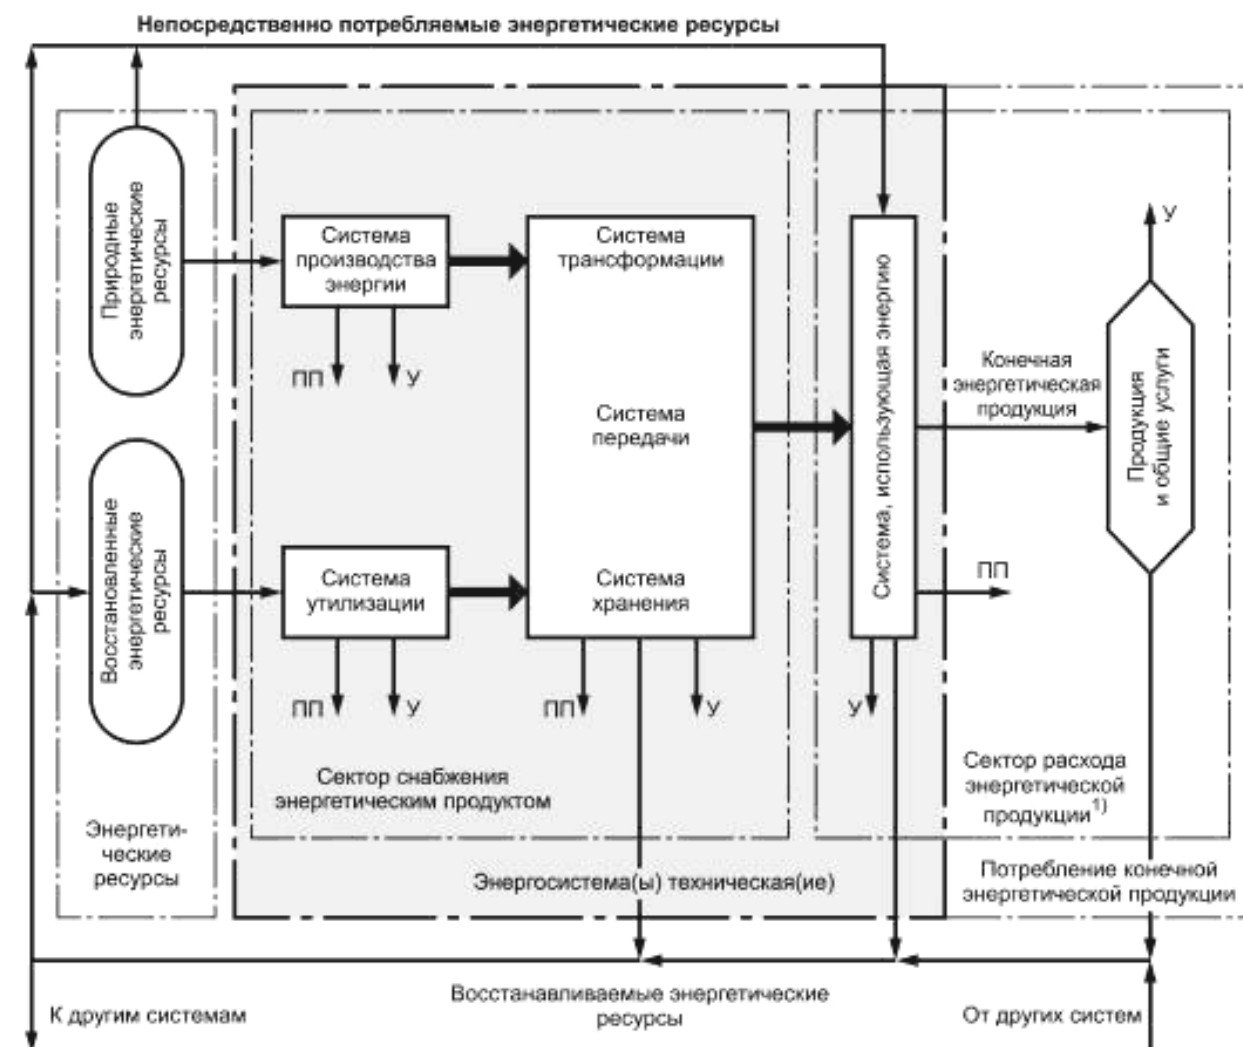 Непосредственно потребляемые энергетические ресурсы
Природные
энергетические
ресурсы
Система
производства
энергии
ПП
У
Система
трансформации
Система
передачи
Система
хранения
ПП
У
Система, использующая энергию
У
ПП
Конечная
энергетическая
продукция
У
Продукция
и общие услуги
Восстановленные
энергетические
ресурсы
Система
утилизации
ПП
У
Сектор снабжения
энергетическим продуктом
Сектор расхода
энергетической
продукции1)
Энергети-
ческие
ресурсы
Энергосистема(ы) техническая(ие)
Потребление конечной
энергетической продукции
К другим системам
Восстанавливаемые энергетические
ресурсы
От других систем